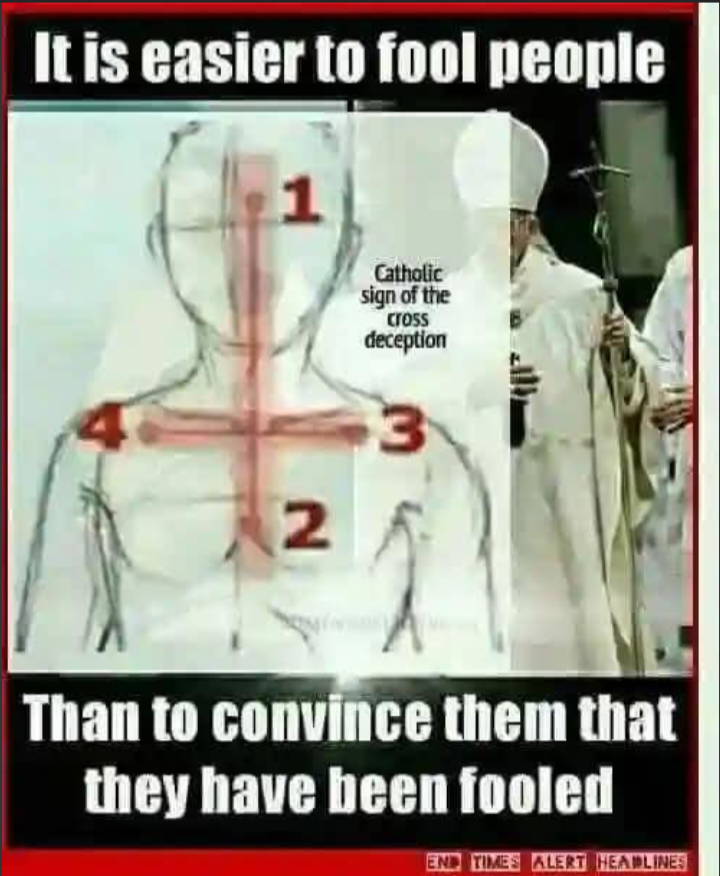 It is easier to fool people
1
Catholic
sign of the
cross
deception
4
3
2
Than to convince them that
they have been fooled
END TIMES ALERT HEADLINES